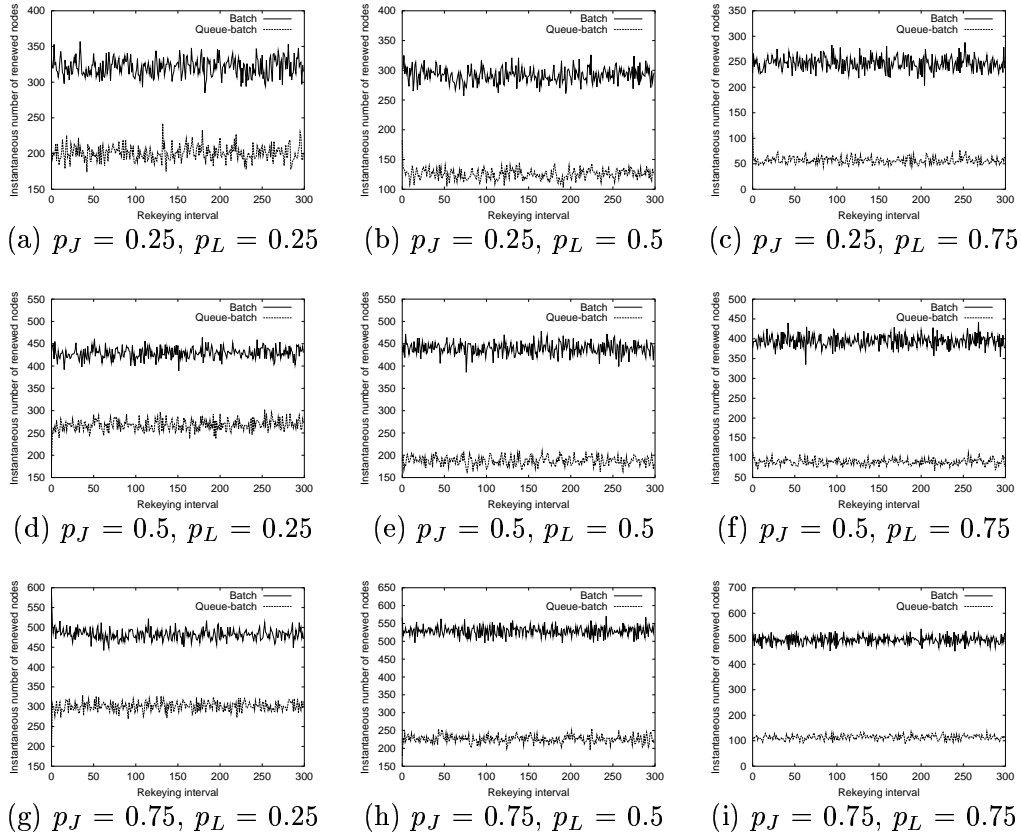 Instantaneous number of renewed nodes
400
350
300
250
200
150
Batch
Queue-batch
0 50 100 150 200 250 300
Rekeying interval
(a) p_J = 0.25, p_L = 0.25
Instantaneous number of renewed nodes
400
350
300
250
200
150
100
Batch
Queue-batch
0 50 100 150 200 250 300
Rekeying interval
(b) p_J = 0.25, p_L = 0.5
Instantaneous number of renewed nodes
350
300
250
200
150
100
50
0
Batch
Queue-batch
0 50 100 150 200 250 300
Rekeying interval
(c) p_J = 0.25, p_L = 0.75
Instantaneous number of renewed nodes
550
500
450
400
350
300
250
200
150
Batch
Queue-batch
0 50 100 150 200 250 300
Rekeying interval
(d) p_J = 0.5, p_L = 0.25
Instantaneous number of renewed nodes
550
500
450
400
350
300
250
200
150
Batch
Queue-batch
0 50 100 150 200 250 300
Rekeying interval
(e) p_J = 0.5, p_L = 0.5
Instantaneous number of renewed nodes
500
450
400
350
300
250
200
150
100
50
Batch
Queue-batch
0 50 100 150 200 250 300
Rekeying interval
(f) p_J = 0.5, p_L = 0.75
Instantaneous number of renewed nodes
600
550
500
450
400
350
300
250
200
150
Batch
Queue-batch
0 50 100 150 200 250 300
Rekeying interval
(g) p_J = 0.75, p_L = 0.25
Instantaneous number of renewed nodes
650
600
550
500
450
400
350
300
250
200
150
Batch
Queue-batch
0 50 100 150 200 250 300
Rekeying interval
(h) p_J = 0.75, p_L = 0.5
Instantaneous number of renewed nodes
700
600
500
400
300
200
100
0
Batch
Queue-batch
0 50 100 150 200 250 300
Rekeying interval
(i) p_J = 0.75, p_L = 0.75